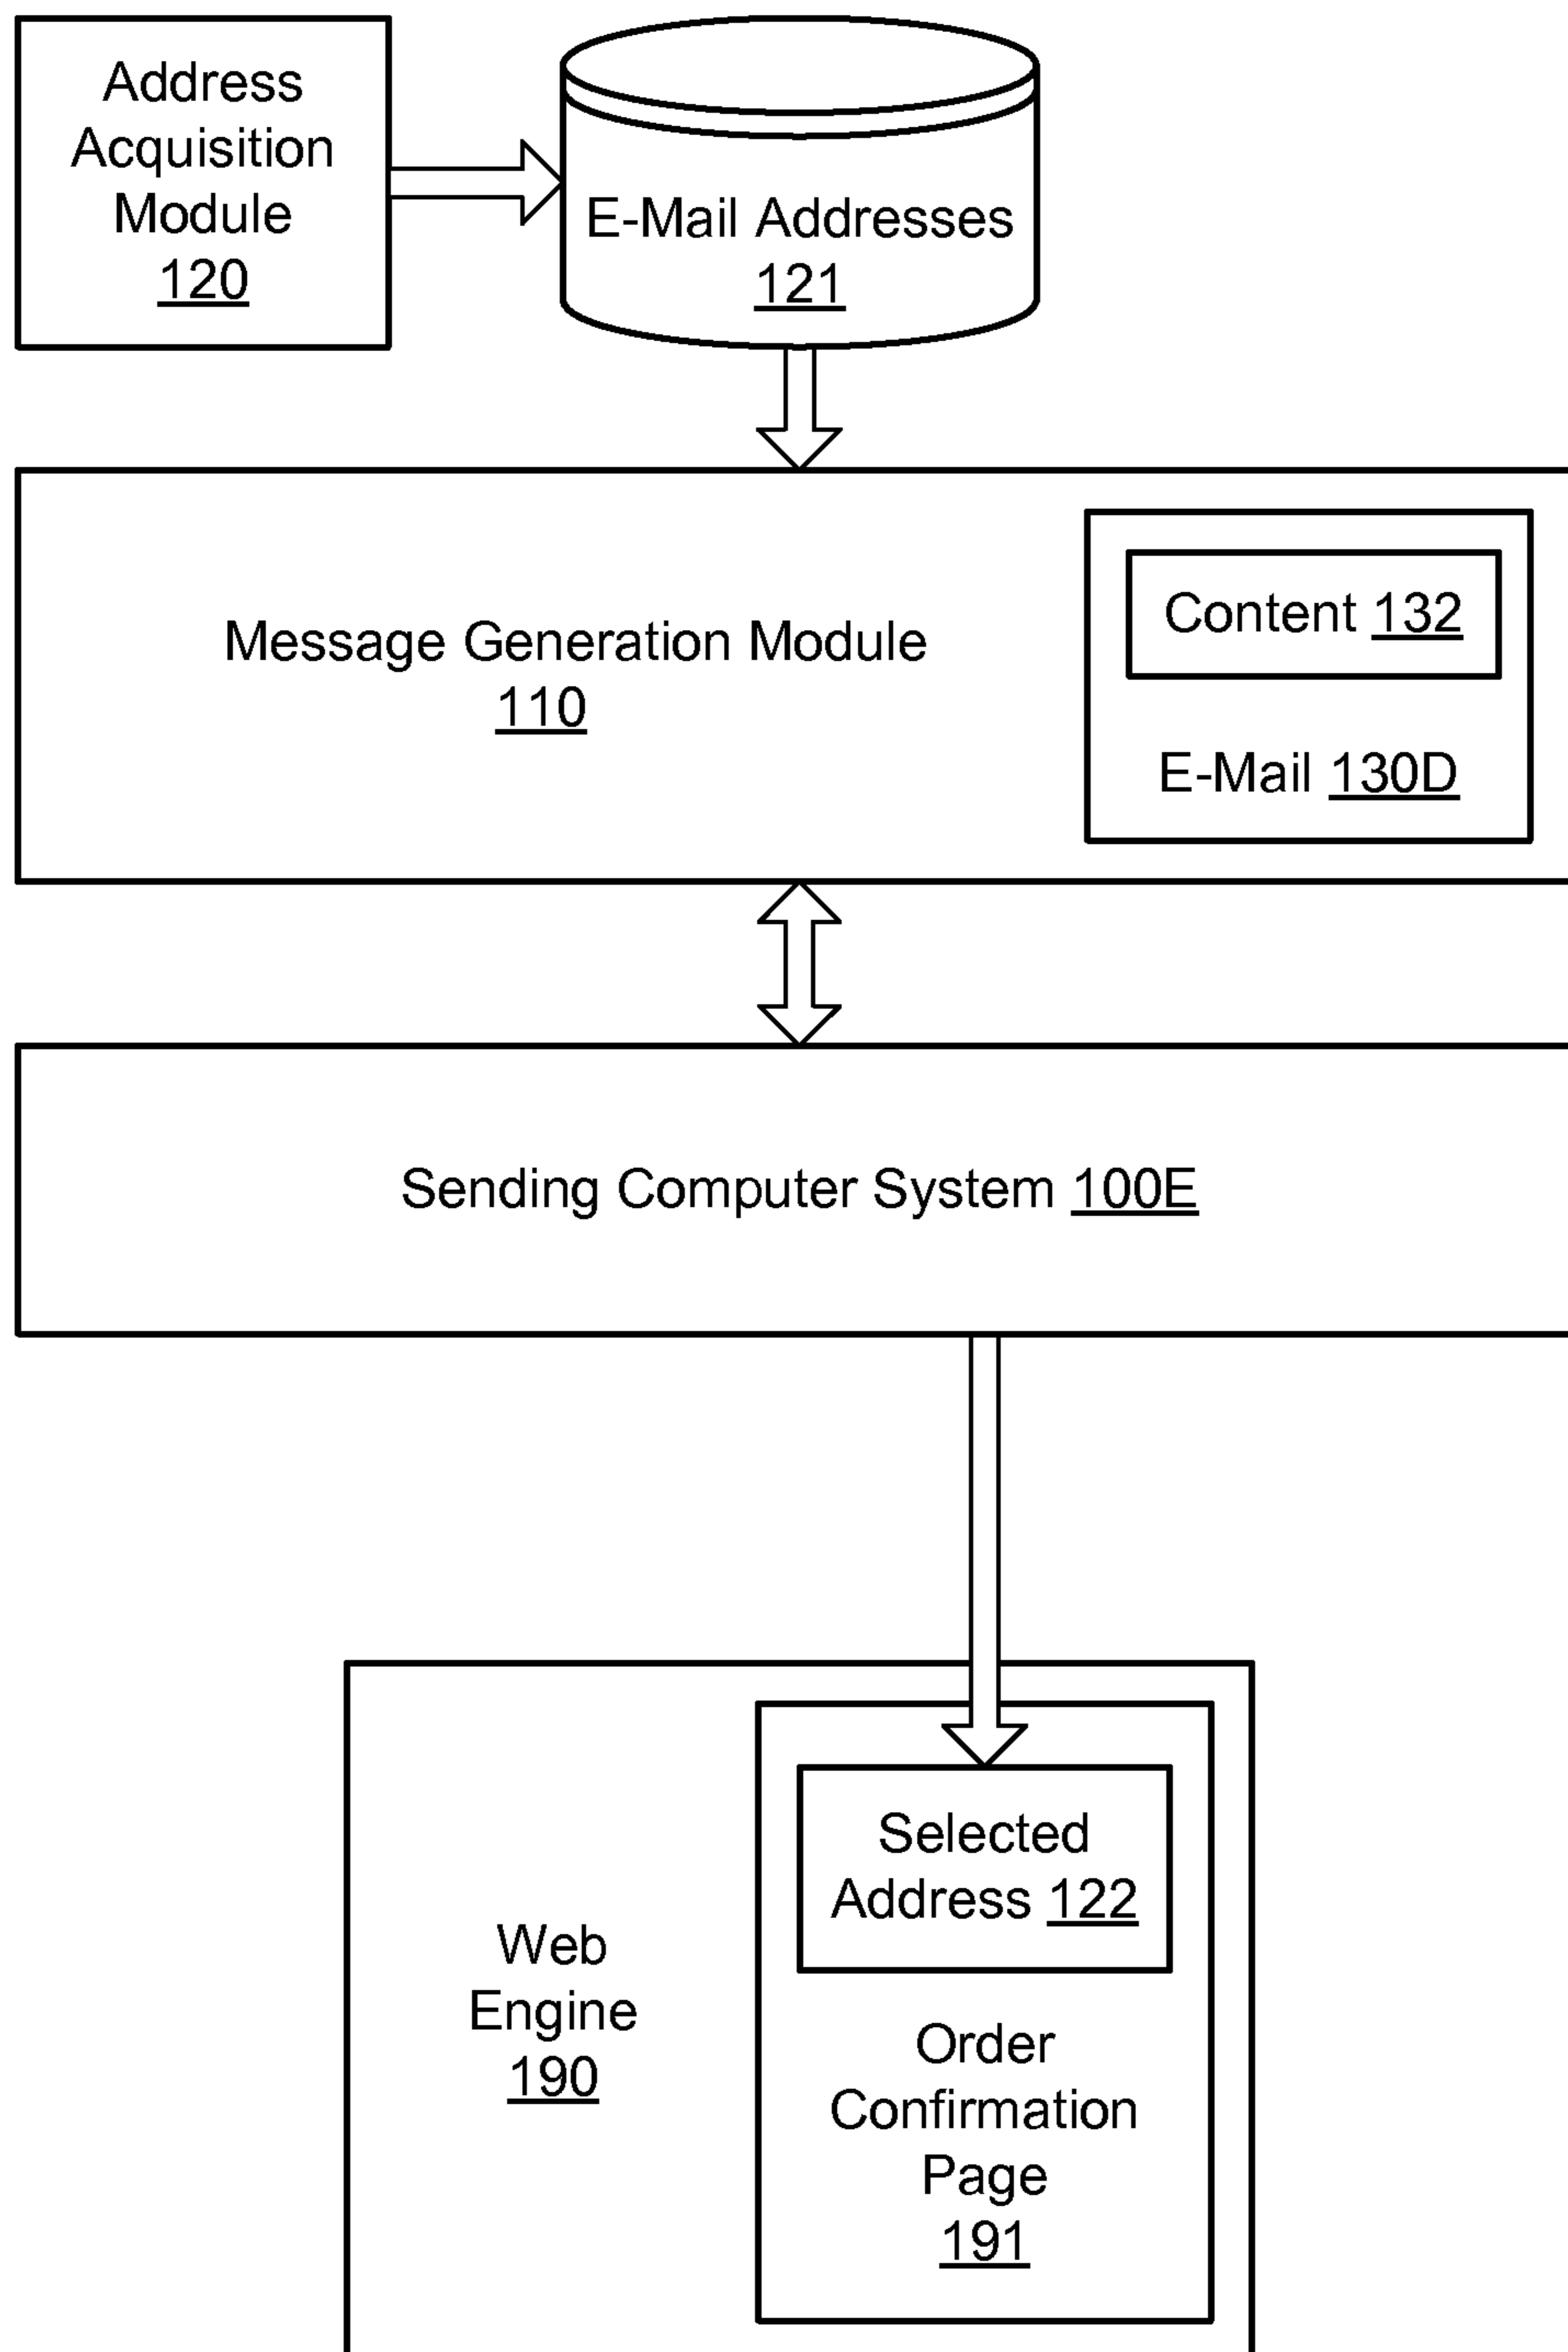 Address
Acquisition
Module
120
E-Mail Addresses
121
Message Generation Module
110
Content 132
E-Mail 130D
Sending Computer System 100E
Selected
Address 122
Web
Engine
190
Order
Confirmation
Page
191